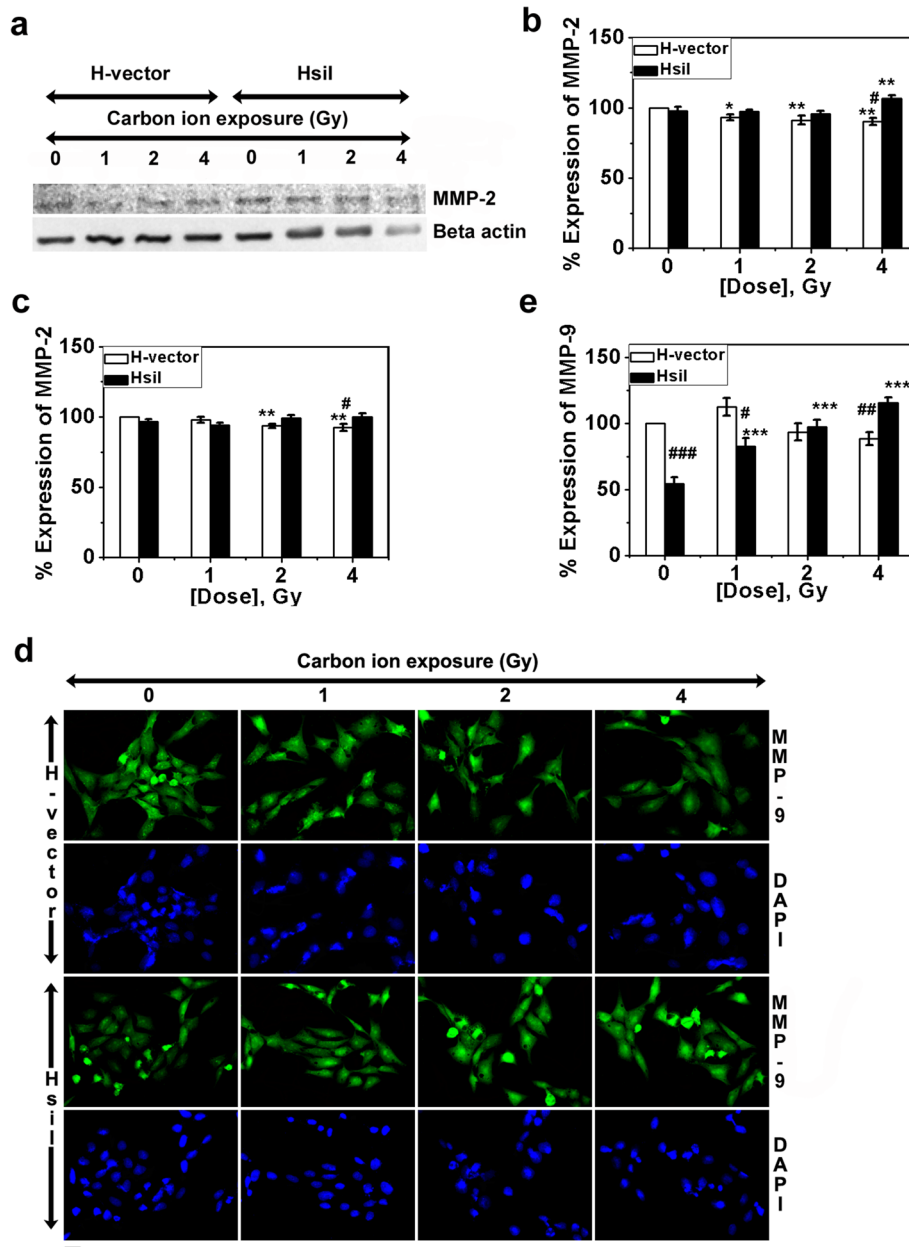 a
H-vector Hsil
Carbon ion exposure (Gy)
0 1 2 4 0 1 2 4
MMP-2
Beta actin
b
% Expression of MMP-2
150
100
50
0
H-vector
Hsil
* ** ** # **
0 1 2 4
[Dose], Gy
c
% Expression of MMP-2
150
100
50
0
H-vector
Hsil
** ** #
0 1 2 4
[Dose], Gy
e
% Expression of MMP-9
150
100
50
0
H-vector
Hsil
### # *** *** ## ***
0 1 2 4
[Dose], Gy
d
Carbon ion exposure (Gy)
0 1 2 4
H-vector
MMP-9
DAPI
Hsil
MMP-9
DAPI